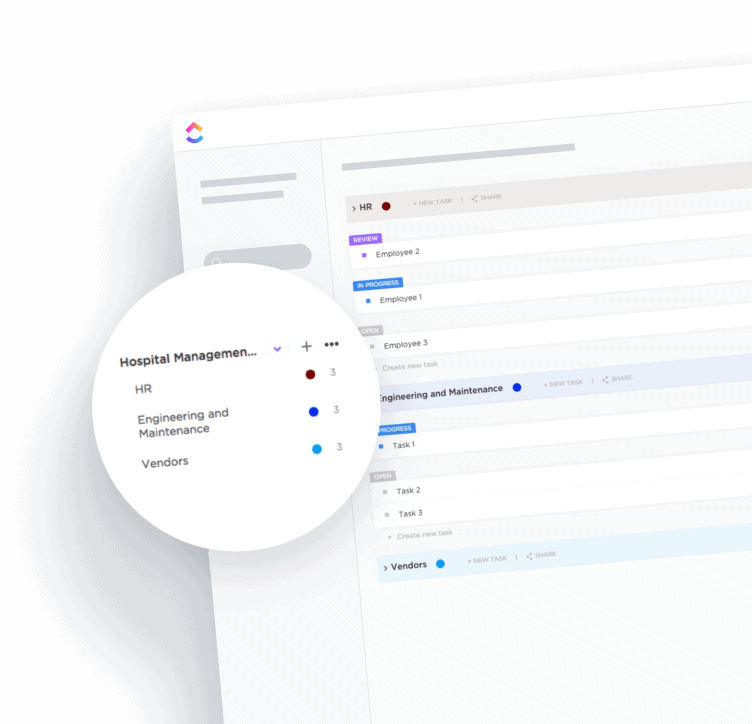 HR
+ NEW TASK | SHARE
REVIEW
Employee 2
IN PROGRESS
Employee 1
OPEN
Employee 3
Create new task
Engineering and Maintenance
+ NEW TASK | SHARE
PROGRESS
Task 1
OPEN
Task 2
Task 3
+ Create new task
Vendors
+ NEW TASK | SHARE
Hospital Managemen...
HR 3
Engineering and
Maintenance 3
Vendors 3